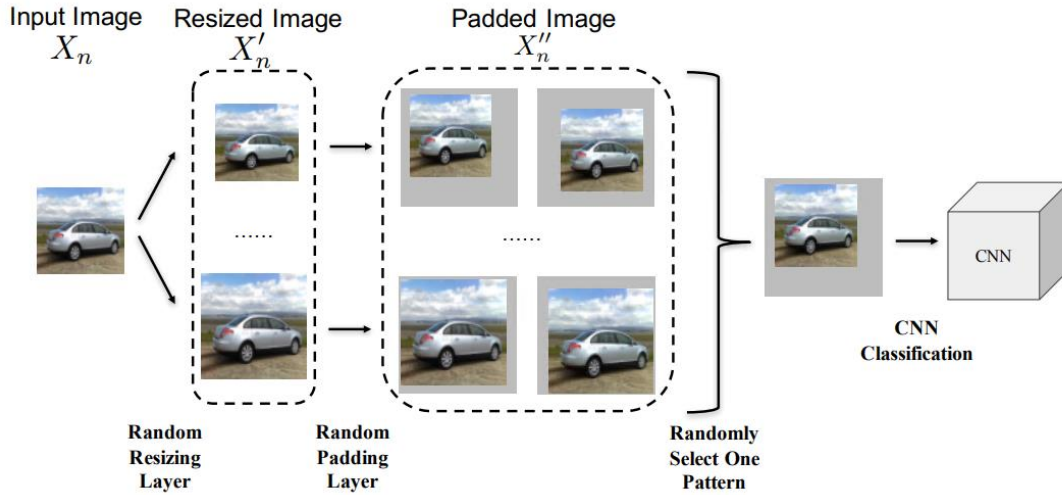 Input Image
X_n
Resized Image
X'_n
Padded Image
X''_n
......
......
CNN
CNN
Classification
Random
Resizing
Layer
Random
Padding
Layer
Randomly
Select One
Pattern